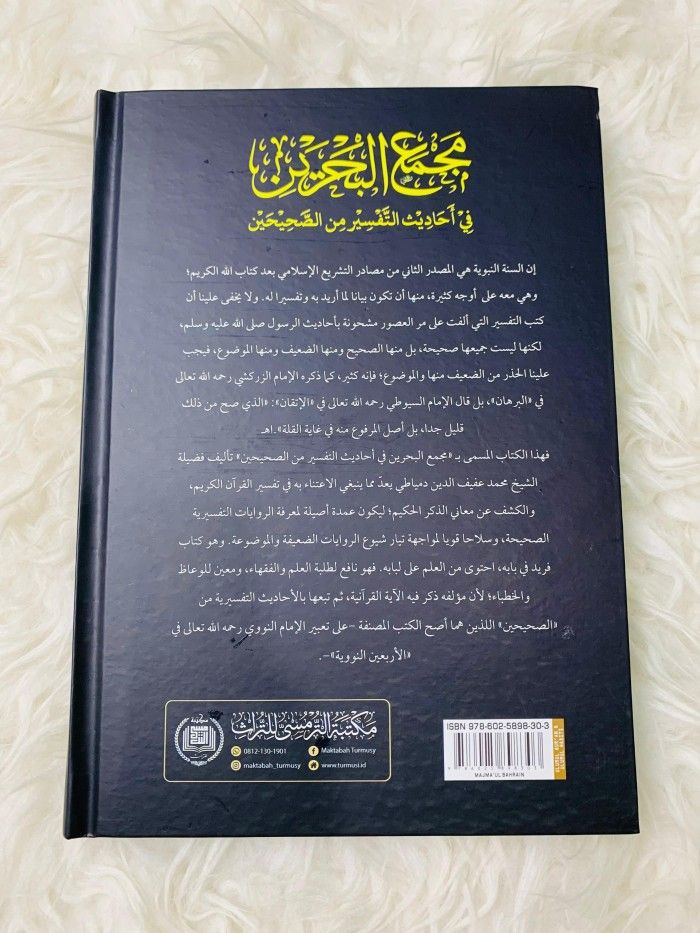 مجمع البحرين
فِيْ أَحَادِيْثِ التَّفْسِيْرِ مِنَ الصَّحِيْحَيْنِ
إن السنة النبوية هي المصدر الثاني من مصادر التشريع الإسلامي بعد كتاب الله الكريم؛
وهي معه على أوجه كثيرة، منها أن تكون بيانا لما أريد به وتفسيرا له. ولا يخفى علينا أن
كتب التفسير التي ألفت على مر العصور مشحونة بأحاديث الرسول صلى الله عليه وسلم،
لكنها ليست جميعها صحيحة، بل منها الصحيح ومنها الضعيف ومنها الموضوع، فيجب
علينا الحذر من الضعيف منها والموضوع؛ فإنه كثير، كما ذكره الإمام الزركشي رحمه الله تعالى
في «البرهان»، بل قال الإمام السيوطي رحمه الله تعالى في «الإتقان»: «الذي صح من ذلك
قليل جدا، بل أصل المرفوع منه في غاية القلة».اهـ
فهذا الكتاب المسمى بـ «مجمع البحرين في أحاديث التفسير من الصحيحين» تأليف فضيلة
الشيخ محمد عفيف الدين دمياطي يعدّ مما ينبغي الاعتناء به في تفسير القرآن الكريم،
والكشف عن معاني الذكر الحكيم؛ ليكون عمدة أصيلة لمعرفة الروايات التفسيرية
الصحيحة، وسلاحا قويا لمواجهة تيار شيوع الروايات الضعيفة والموضوعة. وهو كتاب
فريد في بابه، احتوى من العلم على لبابه. فهو نافع لطلبة العلم والفقهاء، ومعين للوعاظ
والخطباء؛ لأن مؤلفه ذكر فيه الآية القرآنية، ثم تبعها بالأحاديث التفسيرية من
«الصحيحين» اللذين هما أصح الكتب المصنفة -على تعبير الإمام النووي رحمه الله تعالى في
«الأربعين النووية»-.
مكتبة الترمسي للتراث
0812-130-1901
Maktabah Turmusy
maktabah_turmusy
www.turmusi.id
ISBN 978-602-5898-30-3
MAJMA'UL BAHRAIN